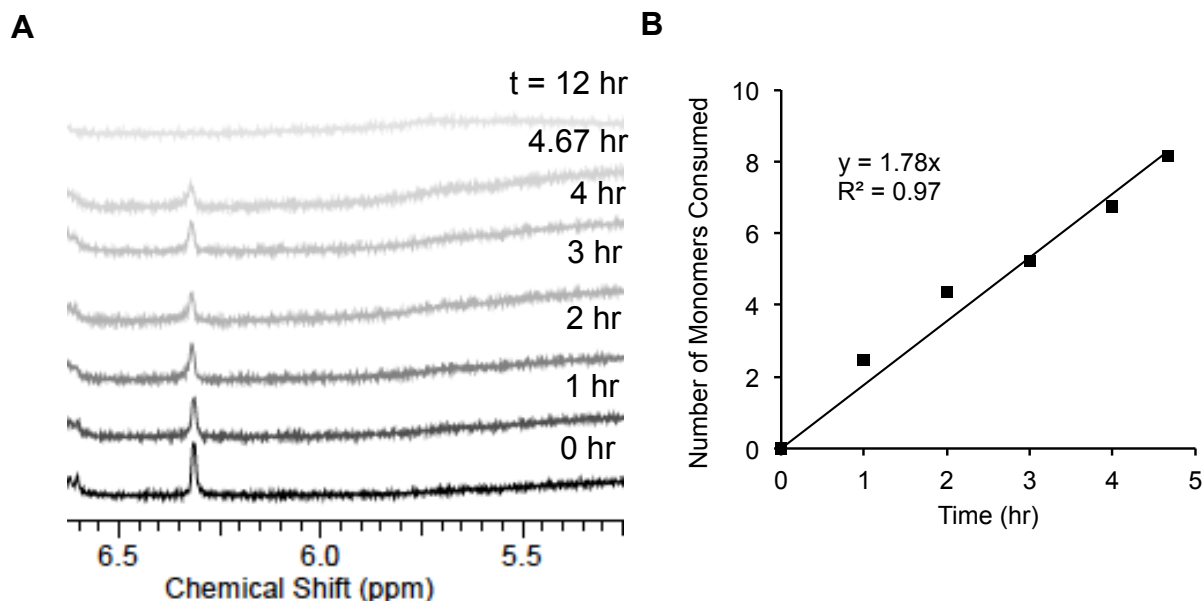 A
t = 12 hr
4.67 hr
4 hr
3 hr
2 hr
1 hr
0 hr
6.5 6.0 5.5
Chemical Shift (ppm)
B
Number of Monomers Consumed
10
8
6
4
2
0
y = 1.78x
R² = 0.97
0 1 2 3 4 5
Time (hr)